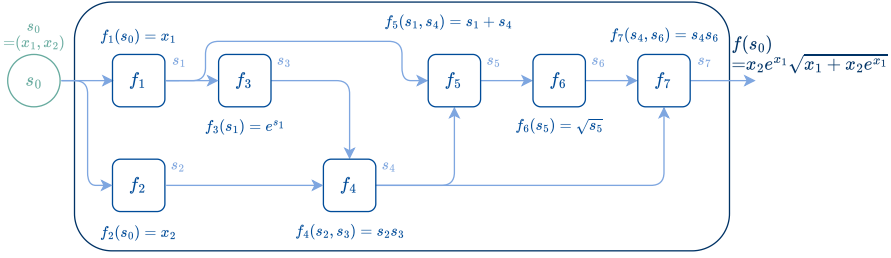 s₀
=(x₁, x₂)
s₀
f₁(s₀) = x₁
f₁
s₁
f₃
s₃
f₃(s₁) = e^{s₁}
f₂
s₂
f₂(s₀) = x₂
f₄
s₄
f₄(s₂, s₃) = s₂s₃
f₅(s₁, s₄) = s₁ + s₄
f₅
s₅
f₆
s₆
f₆(s₅) = √s₅
f₇(s₄, s₆) = s₄s₆
f₇
s₇
f(s₀)
=x₂e^{x₁}√(x₁ + x₂e^{x₁})